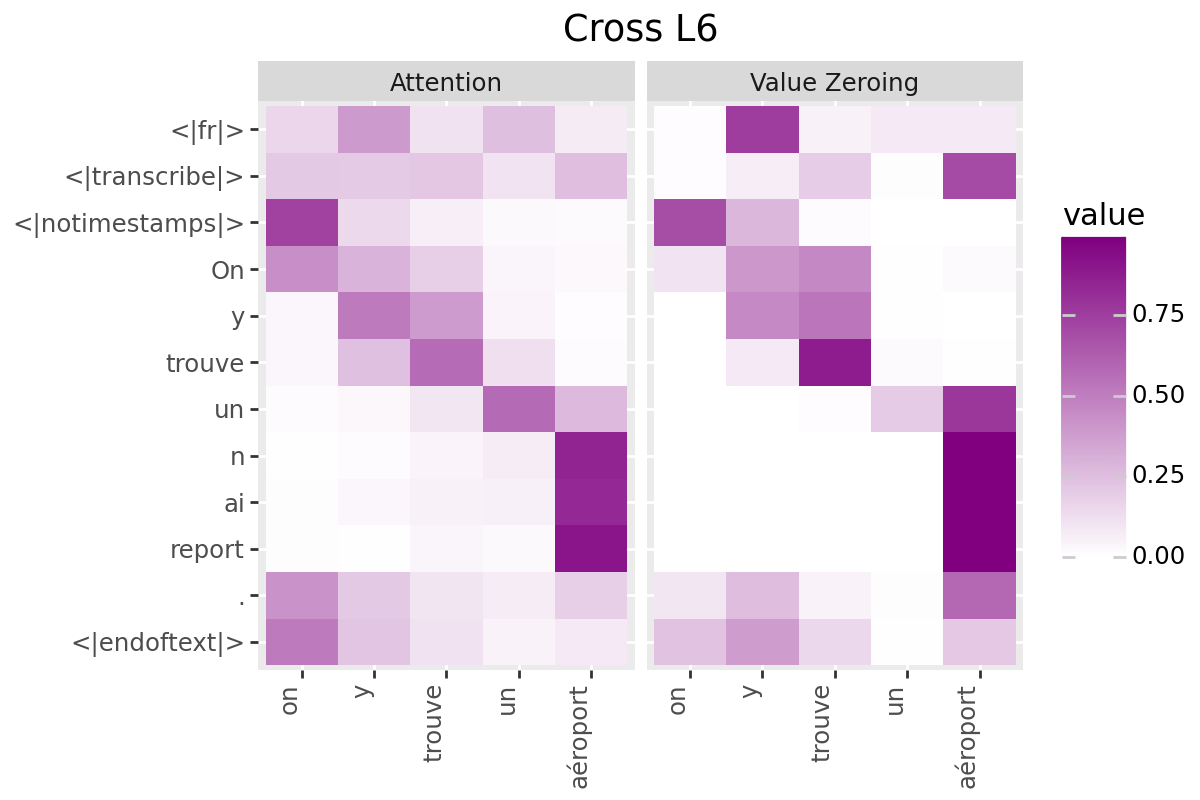 Cross L6
Attention
Value Zeroing
<|fr|>
<|transcribe|>
<|notimestamps|>
On
y
trouve
un
n
ai
report
.
<|endoftext|>
on
y
trouve
un
aéroport
on
y
trouve
un
aéroport
value
0.75
0.50
0.25
0.00